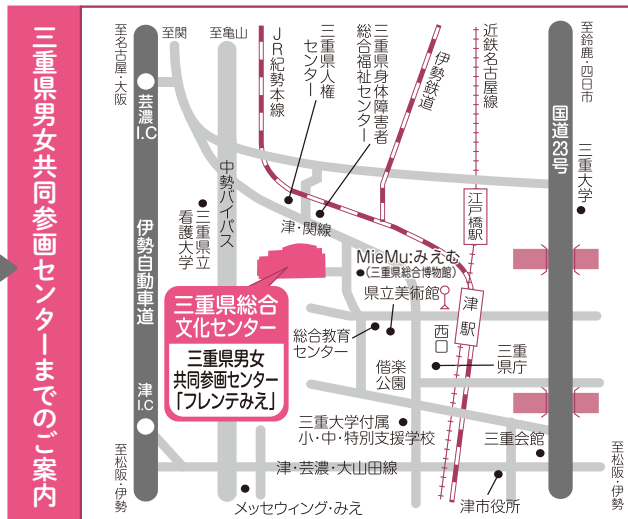 三重県男女共同参画センターまでのご案内
至名古屋・大阪
至関
至亀山
JR紀勢本線
三重県人権
センター
三重県身体障害者
総合福祉センター
伊勢鉄道
近鉄名古屋線
至鈴鹿・四日市
芸濃
I.C
国道23号
三重大学
中勢バイパス
三重県立
看護大学
津・関線
江戸橋駅
伊勢自動車道
MieMu:みえむ
(三重県総合博物館)
県立美術館
津駅
西口
三重県総合
文化センター
三重県男女
共同参画センター
「フレンテみえ」
総合教育
センター
偕楽
公園
三重
県庁
津
I.C
三重大学付属
小・中・特別支援学校
三重会館
至松阪・伊勢
津・芸濃・大山田線
至松阪・伊勢
メッセウィング・みえ
津市役所